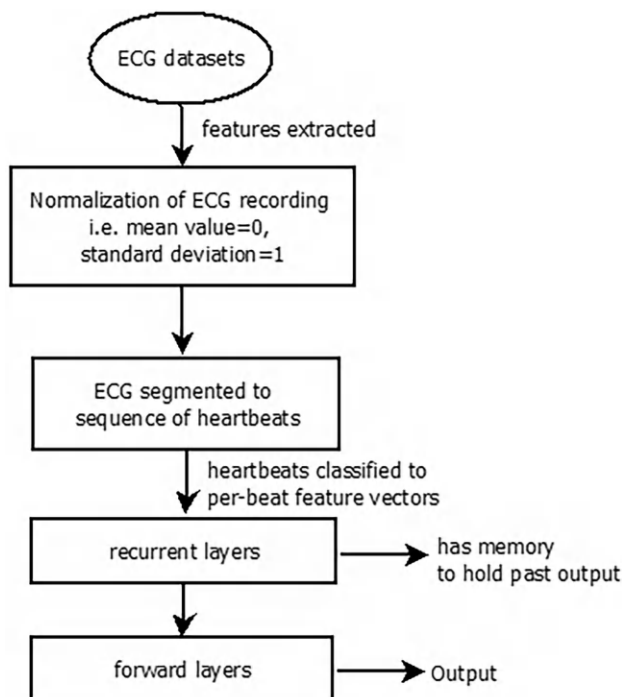 ECG datasets
features extracted
Normalization of ECG recording
i.e. mean value=0,
standard deviation=1
ECG segmented to
sequence of heartbeats
heartbeats classified to
per-beat feature vectors
recurrent layers
has memory
to hold past output
forward layers
Output